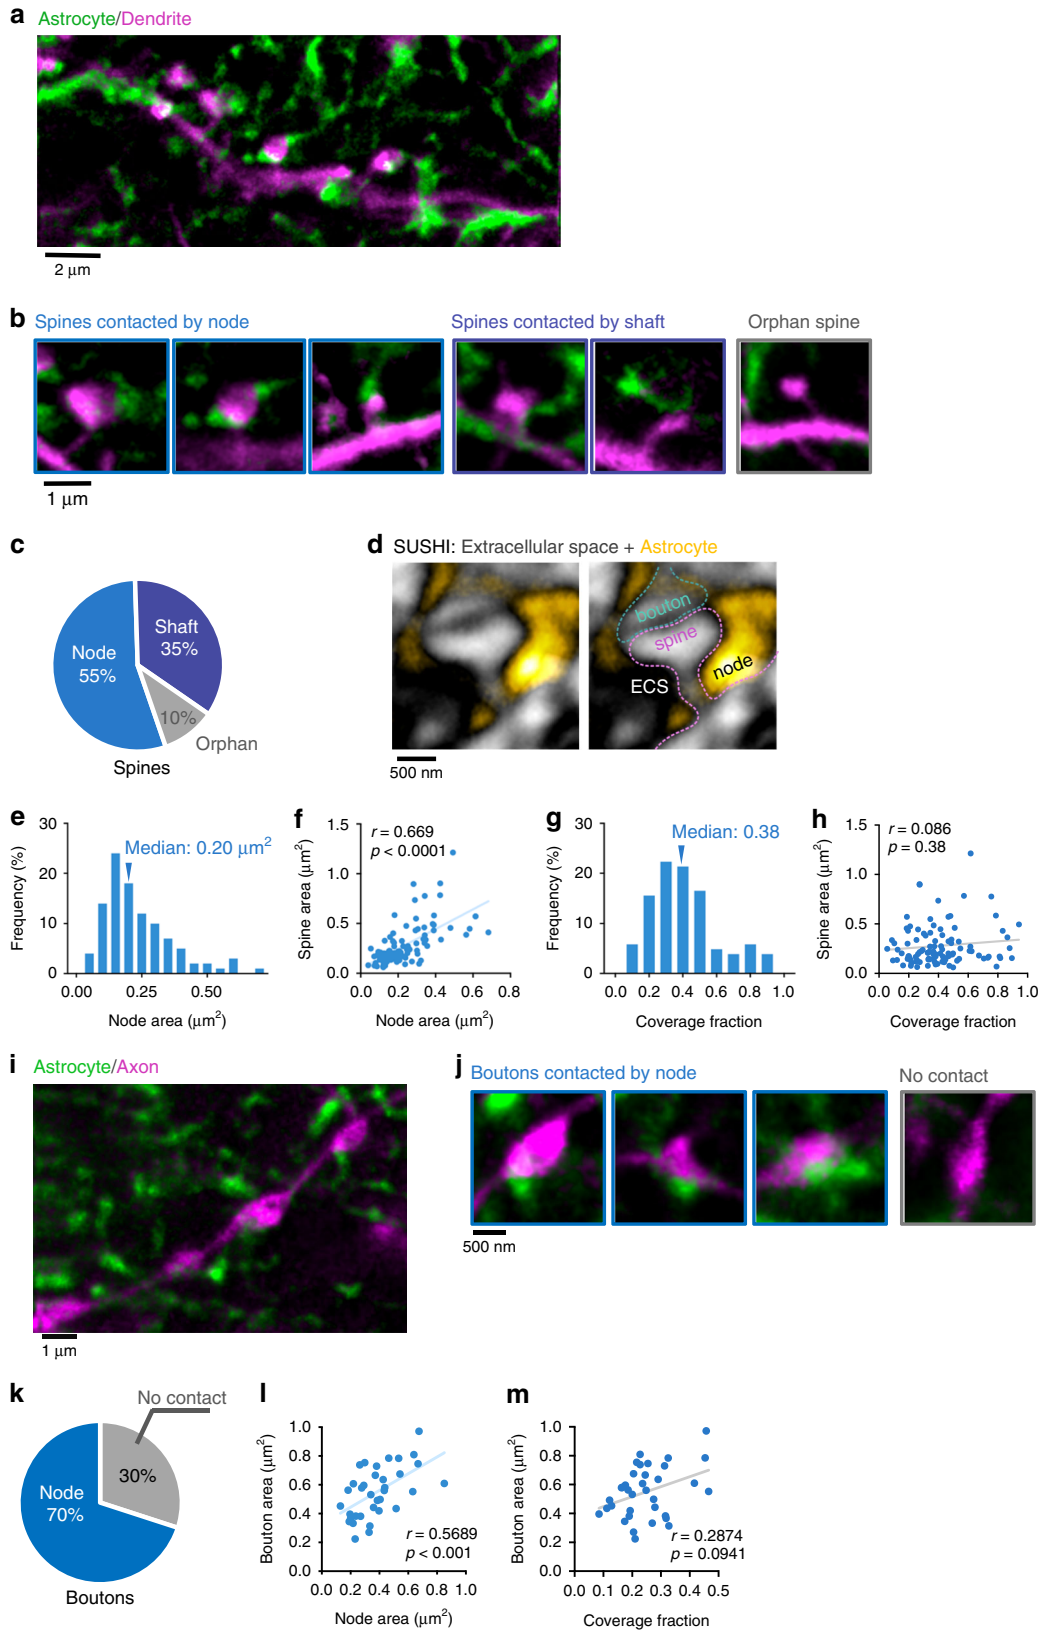 a Astrocyte/Dendrite
2 μm
b Spines contacted by node
Spines contacted by shaft
Orphan spine
1 μm
c
Node
55%
Shaft
35%
10%
Orphan
Spines
d SUSHI: Extracellular space + Astrocyte
bouton
spine
node
ECS
500 nm
e
Frequency (%)
30
20
10
0
Median: 0.20 μm²
0.00 0.25 0.50
Node area (μm²)
f
Spine area (μm²)
1.5
1.0
0.5
0.0
r = 0.669
p < 0.0001
0.0 0.2 0.4 0.6 0.8
Node area (μm²)
g
Frequency (%)
30
20
10
0
Median: 0.38
0.0 0.2 0.4 0.6 0.8 1.0
Coverage fraction
h
Spine area (μm²)
1.5
1.0
0.5
0.0
r = 0.086
p = 0.38
0.0 0.2 0.4 0.6 0.8 1.0
Coverage fraction
i Astrocyte/Axon
1 μm
j Boutons contacted by node
No contact
500 nm
k
No contact
30%
Node
70%
Boutons
l
Bouton area (μm²)
1.0
0.8
0.6
0.4
0.2
0.0
r = 0.5689
p < 0.001
0.0 0.2 0.4 0.6 0.8 1.0
Node area (μm²)
m
Bouton area (μm²)
1.0
0.8
0.6
0.4
0.2
0.0
r = 0.2874
p = 0.0941
0.0 0.1 0.2 0.3 0.4 0.5
Coverage fraction